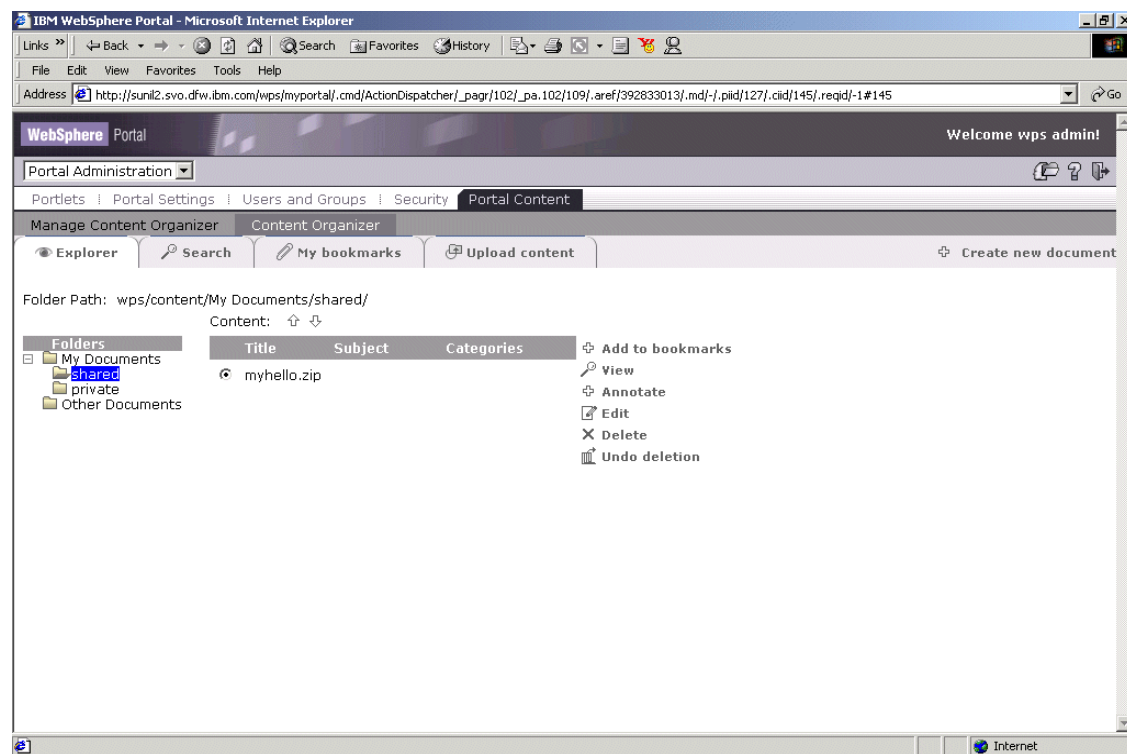 IBM WebSphere Portal - Microsoft Internet Explorer
Links » Back Search Favorites History
File Edit View Favorites Tools Help
Address http://sunil2.svo.dfw.ibm.com/wps/myportal/.cmd/ActionDispatcher/_pagr/102/_pa.102/109/.aref/392833013/.md/-/.piid/127/.ciid/145/.reqid/-1#145 Go
WebSphere Portal Welcome wps admin!
Portal Administration
Portlets Portal Settings Users and Groups Security Portal Content
Manage Content Organizer Content Organizer
Explorer Search My bookmarks Upload content Create new document
Folder Path: wps/content/My Documents/shared/
Content:
Folders Title Subject Categories Add to bookmarks
My Documents
shared myhello.zip View
private Annotate
Other Documents Edit
Delete
Undo deletion
Internet